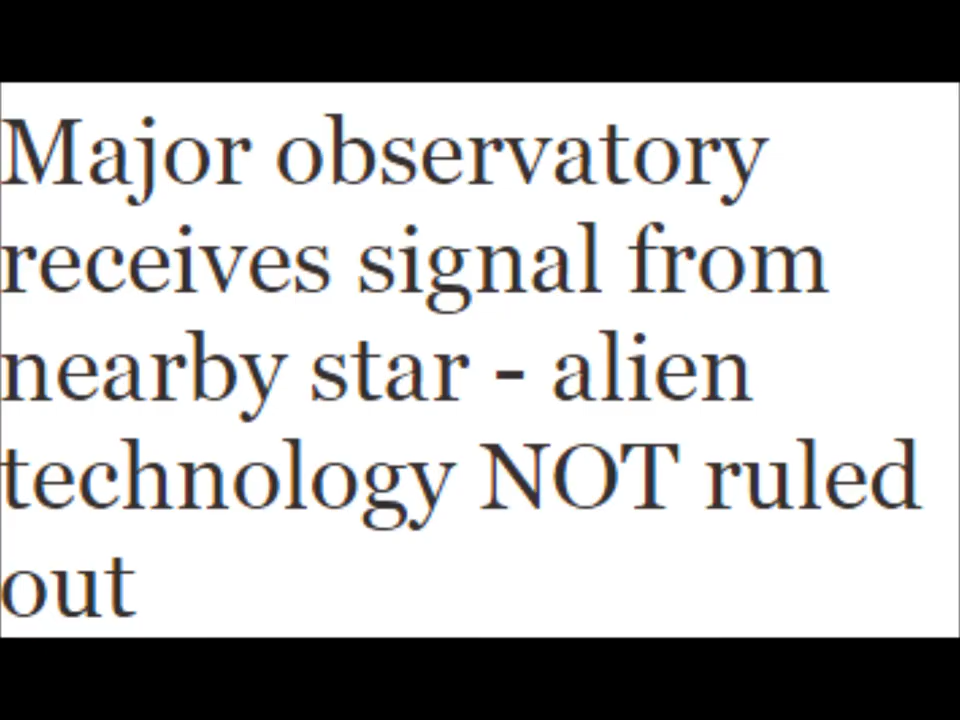 Major observatory
receives signal from
nearby star - alien
technology NOT ruled
out